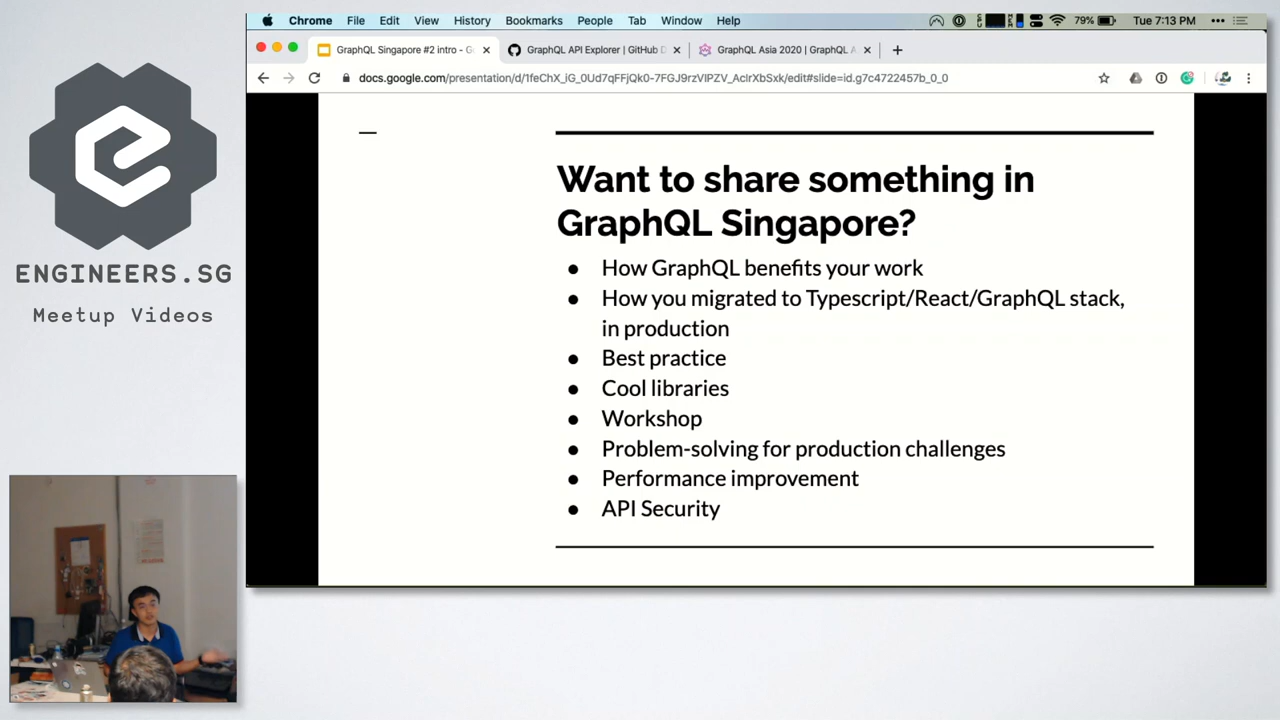 Chrome File Edit View History Bookmarks People Tab Window Help 79% Tue 7:13 PM
GraphQL Singapore #2 intro - G
GraphQL API Explorer | GitHub D
GraphQL Asia 2020 | GraphQL A
docs.google.com/presentation/d/1feChX_iG_0Ud7qFFjQk0-7FGJ9rzVlPZV_AcIrXbSxk/edit#slide=id.g7c4722457b_0_0
ENGINEERS.SG
Meetup Videos
Want to share something in
GraphQL Singapore?
● How GraphQL benefits your work
● How you migrated to Typescript/React/GraphQL stack,
in production
● Best practice
● Cool libraries
● Workshop
● Problem-solving for production challenges
● Performance improvement
● API Security